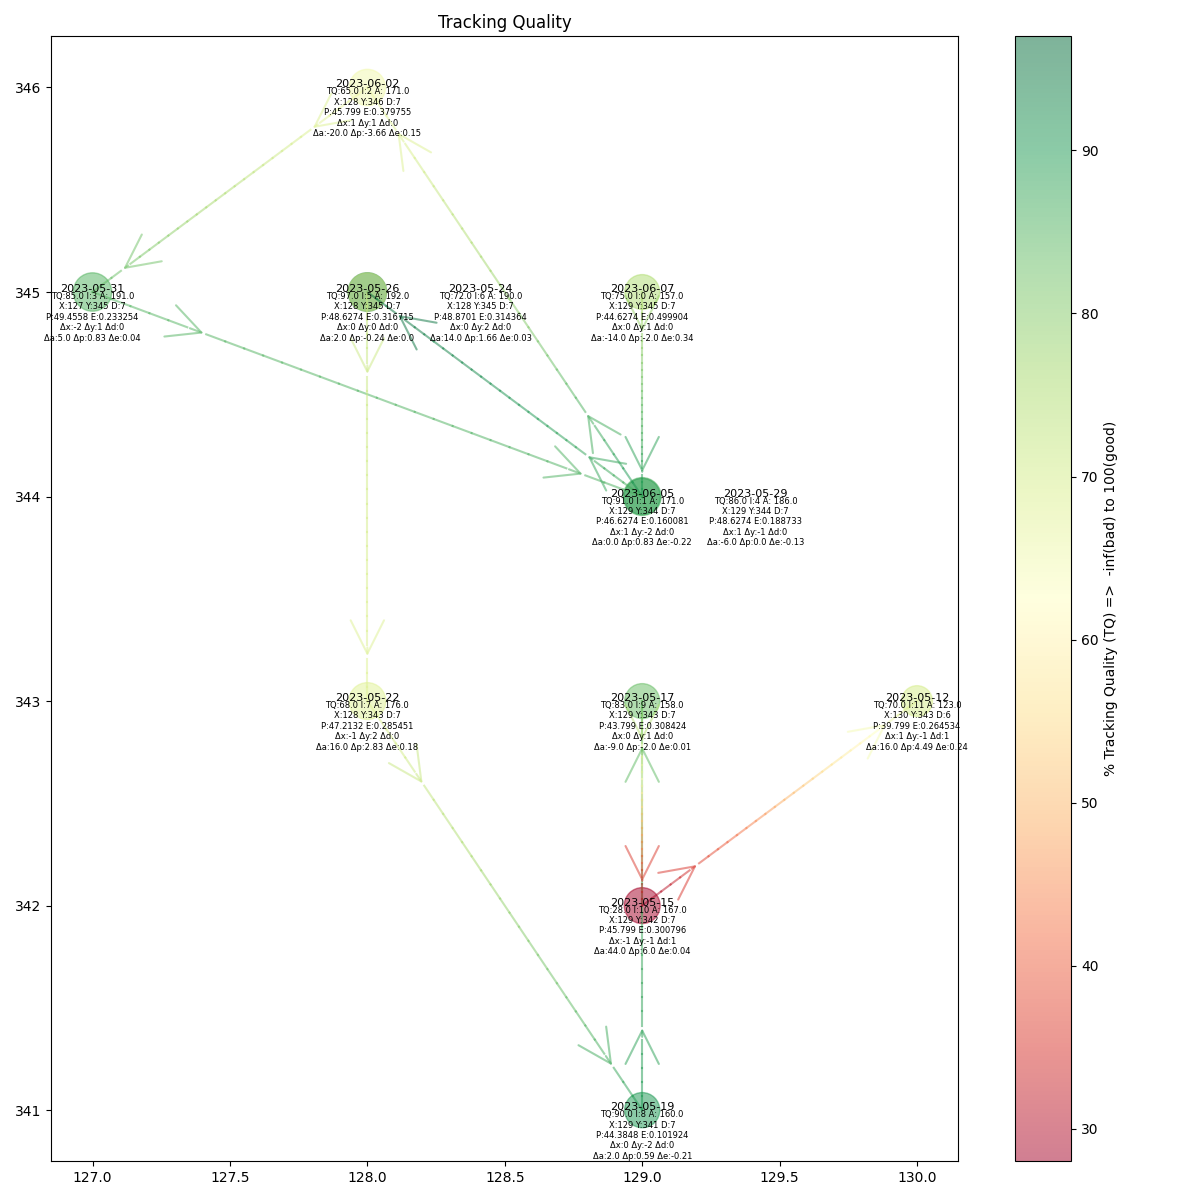 Tracking Quality
346
345
344
343
342
341
2023-06-02
TQ:65.0 I:2 A: 171.0
X:128 Y:346 D:7
P:45.799 E:0.379755
Δx:1 Δy:1 Δd:0
Δa:-20.0 Δp:-3.66 Δe:0.15
2023-05-31
TQ:85.0 I:3 A: 191.0
X:127 Y:345 D:7
P:49.4558 E:0.233254
Δx:-2 Δy:1 Δd:0
Δa:5.0 Δp:0.83 Δe:0.04
2023-05-26
TQ:97.0 I:5 A: 192.0
X:128 Y:345 D:7
P:48.6274 E:0.316715
Δx:0 Δy:0 Δd:0
Δa:2.0 Δp:-0.24 Δe:0.0
2023-05-24
TQ:72.0 I:6 A: 190.0
X:128 Y:345 D:7
P:48.8701 E:0.314364
Δx:0 Δy:2 Δd:0
Δa:14.0 Δp:1.66 Δe:0.03
2023-06-07
TQ:75.0 I:0 A: 157.0
X:129 Y:345 D:7
P:44.6274 E:0.499904
Δx:0 Δy:1 Δd:0
Δa:-14.0 Δp:-2.0 Δe:0.34
2023-06-05
TQ:91.0 I:1 A: 171.0
X:129 Y:344 D:7
P:46.6274 E:0.160081
Δx:1 Δy:-2 Δd:0
Δa:0.0 Δp:0.83 Δe:-0.22
2023-05-29
TQ:86.0 I:4 A: 186.0
X:129 Y:344 D:7
P:48.6274 E:0.188733
Δx:1 Δy:-1 Δd:0
Δa:-6.0 Δp:0.0 Δe:-0.13
2023-05-22
TQ:68.0 I:7 A: 176.0
X:128 Y:343 D:7
P:47.2132 E:0.285451
Δx:-1 Δy:2 Δd:0
Δa:16.0 Δp:2.83 Δe:0.18
2023-05-17
TQ:83.0 I:9 A: 158.0
X:129 Y:343 D:7
P:43.799 E:0.308424
Δx:0 Δy:1 Δd:0
Δa:-9.0 Δp:-2.0 Δe:0.01
2023-05-12
TQ:70.0 I:11 A: 123.0
X:130 Y:343 D:6
P:39.799 E:0.264534
Δx:1 Δy:-1 Δd:1
Δa:16.0 Δp:4.49 Δe:0.24
2023-05-15
TQ:28.0 I:10 A: 167.0
X:129 Y:342 D:7
P:45.799 E:0.300796
Δx:-1 Δy:-1 Δd:1
Δa:44.0 Δp:6.0 Δe:0.04
2023-05-19
TQ:90.0 I:8 A: 160.0
X:129 Y:341 D:7
P:44.3848 E:0.101924
Δx:0 Δy:-2 Δd:0
Δa:2.0 Δp:0.59 Δe:-0.21
127.0
127.5
128.0
128.5
129.0
129.5
130.0
90
80
70
60
50
40
30
% Tracking Quality (TQ) => -inf(bad) to 100(good)